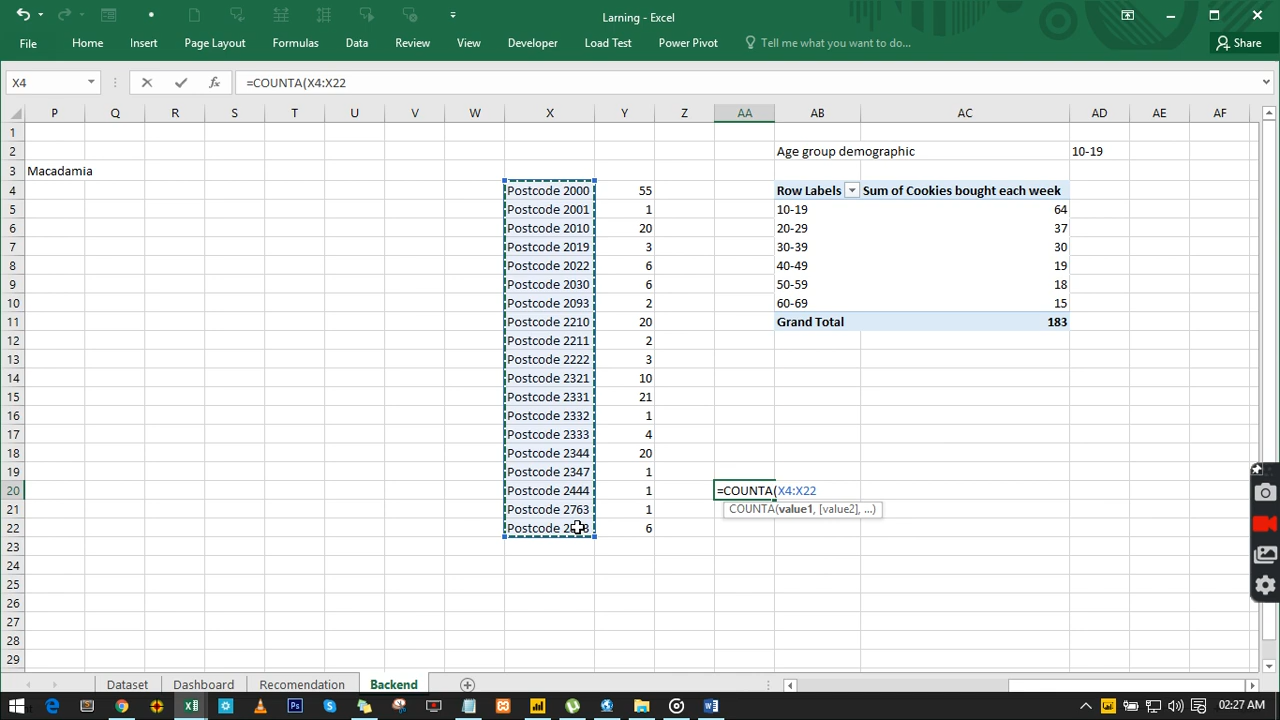 Larning - Excel
File Home Insert Page Layout Formulas Data Review View Developer Load Test Power Pivot Tell me what you want to do... Share
X4 fx =COUNTA(X4:X22
P Q R S T U V W X Y Z AA AB AC AD AE AF
1
2 Age group demographic 10-19
3 Macadamia
4 Postcode 2000 55 Row Labels Sum of Cookies bought each week
5 Postcode 2001 1 10-19 64
6 Postcode 2010 20 20-29 37
7 Postcode 2019 3 30-39 30
8 Postcode 2022 6 40-49 19
9 Postcode 2030 6 50-59 18
10 Postcode 2093 2 60-69 15
11 Postcode 2210 20 Grand Total 183
12 Postcode 2211 2
13 Postcode 2222 3
14 Postcode 2321 10
15 Postcode 2331 21
16 Postcode 2332 1
17 Postcode 2333 4
18 Postcode 2344 20
19 Postcode 2347 1
20 Postcode 2444 1 =COUNTA(X4:X22
21 Postcode 2763 1 COUNTA(value1, [value2], ...)
22 Postcode 6
23
24
25
26
27
28
29
Dataset Dashboard Recomendation Backend
02:27 AM